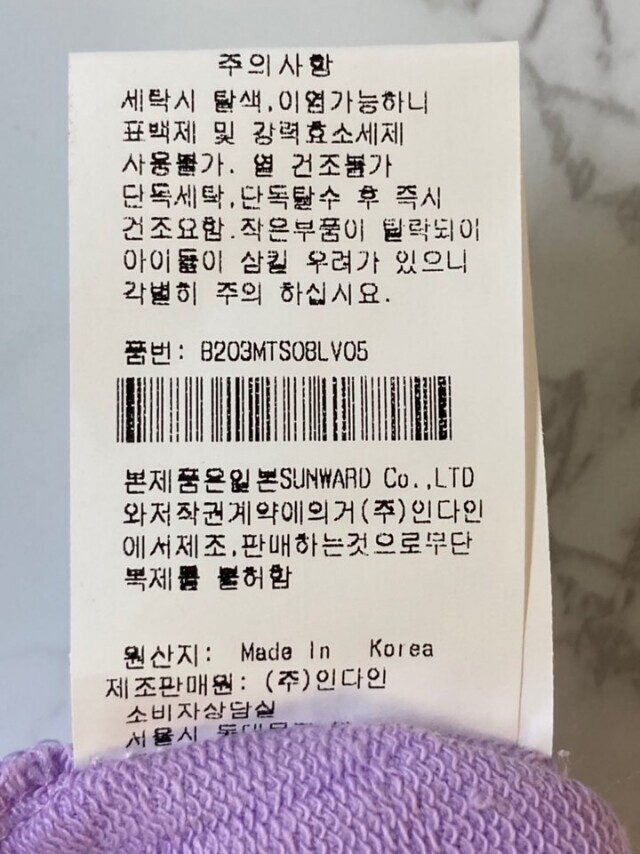 주의사항
세탁시 탈색,이염가능하니
표백제 및 강력효소세제
사용불가. 열 건조불가
단독세탁,단독탈수 후 즉시
건조요함.작은부품이 탈락되어
아이들이 삼킬 우려가 있으니
각별히 주의 하십시요.
품번: B203MTS08LV05
본제품은일본SUNWARD Co.,LTD
와저작권계약에의거(주)인다인
에서제조,판매하는것으로무단
복제를 불허함
원산지: Made In Korea
제조판매원: (주)인다인
소비자상담실
서울시